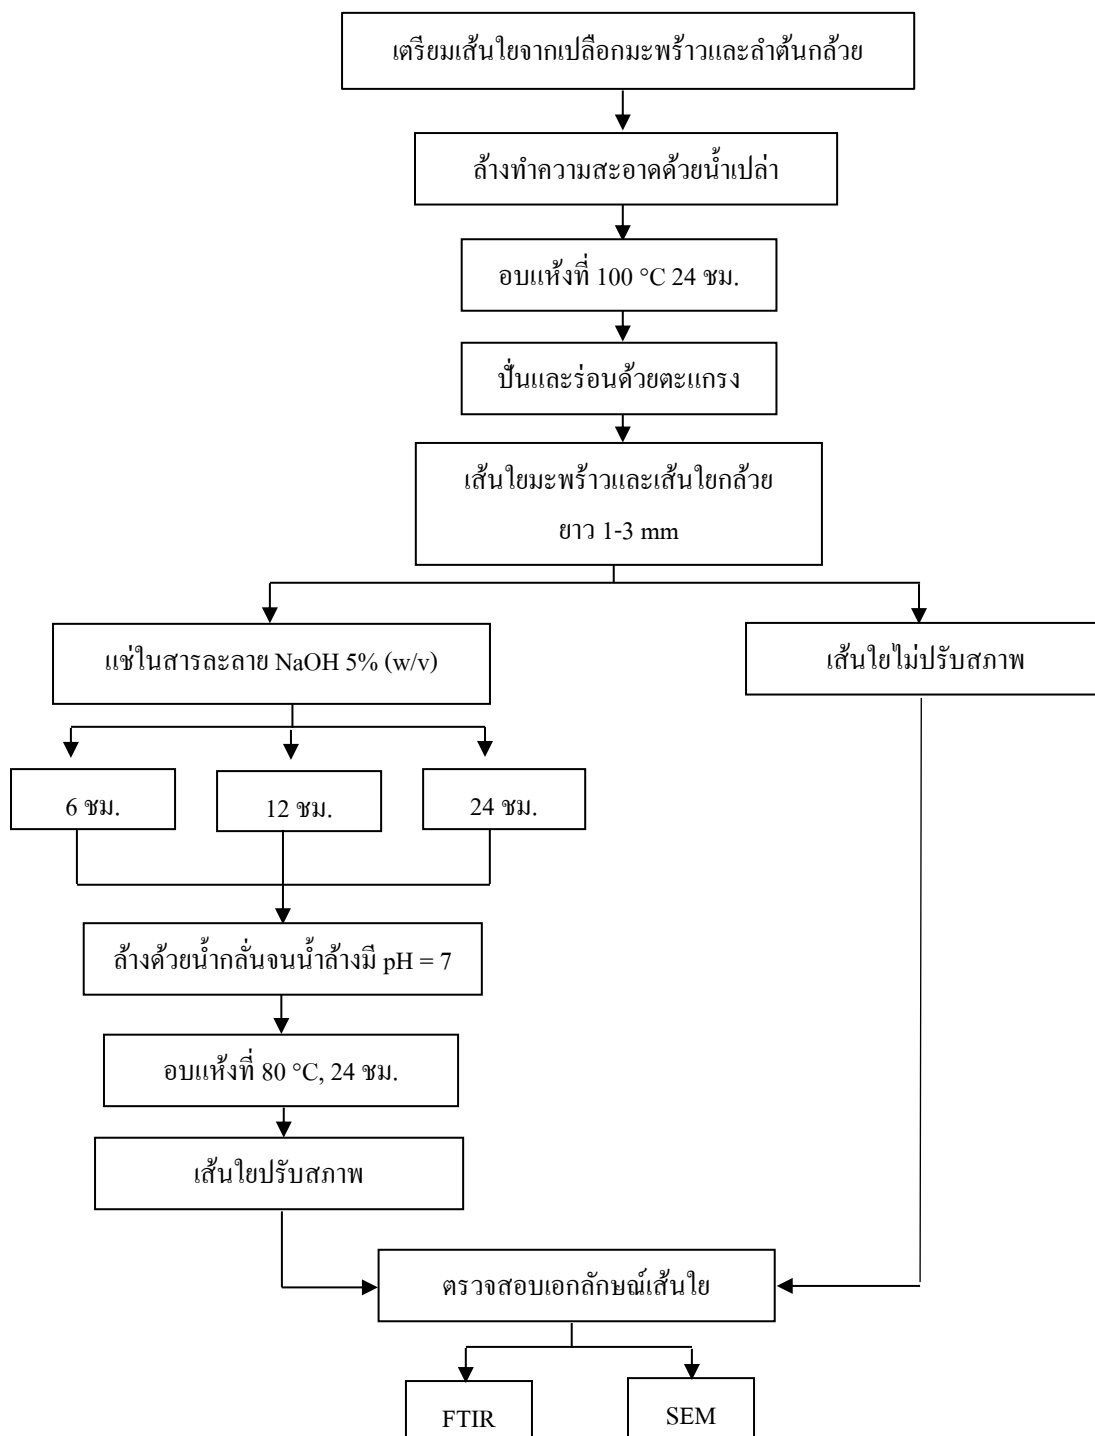 เตรียมเส้นใยจากเปลือกมะพร้าวและลำต้นกล้วย
ล้างทำความสะอาดด้วยน้ำเปล่า
อบแห้งที่ 100 °C 24 ชม.
ปั่นและร่อนด้วยตะแกรง
เส้นใยมะพร้าวและเส้นใยกล้วย
ยาว 1-3 mm
แช่ในสารละลาย NaOH 5% (w/v)
เส้นใยไม่ปรับสภาพ
6 ชม.
12 ชม.
24 ชม.
ล้างด้วยน้ำกลั่นจนน้ำล้างมี pH = 7
อบแห้งที่ 80 °C, 24 ชม.
เส้นใยปรับสภาพ
ตรวจสอบเอกลักษณ์เส้นใย
FTIR
SEM